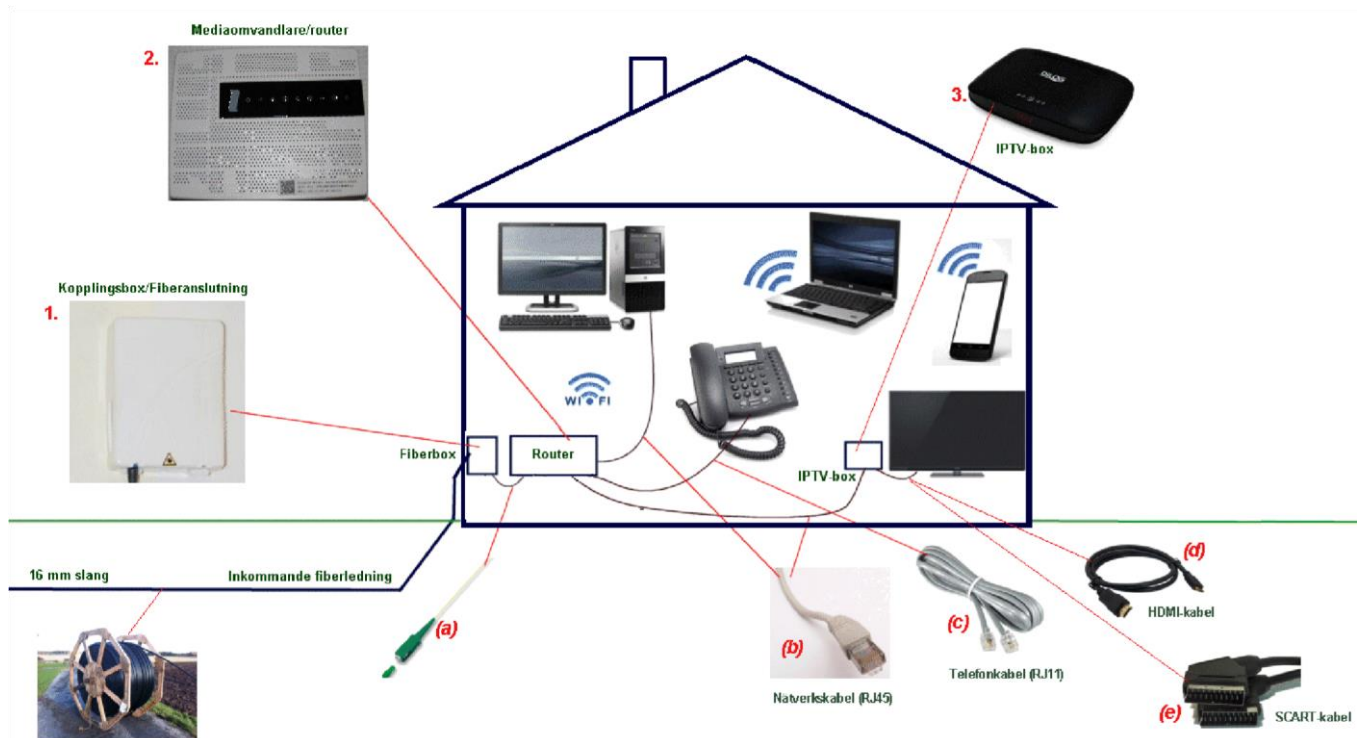 Mediaomvandlare/router
2.
3.
IPTV-box
Kopplingsbox/Fiberanslutning
1.
WI FI
Fiberbox
Router
IPTV-box
16 mm slang
Inkommande fiberledning
(a)
(b)
(c)
(d)
HDMI-kabel
Telefonkabel (RJ11)
Nätverkskabel (RJ45)
(e)
SCART-kabel